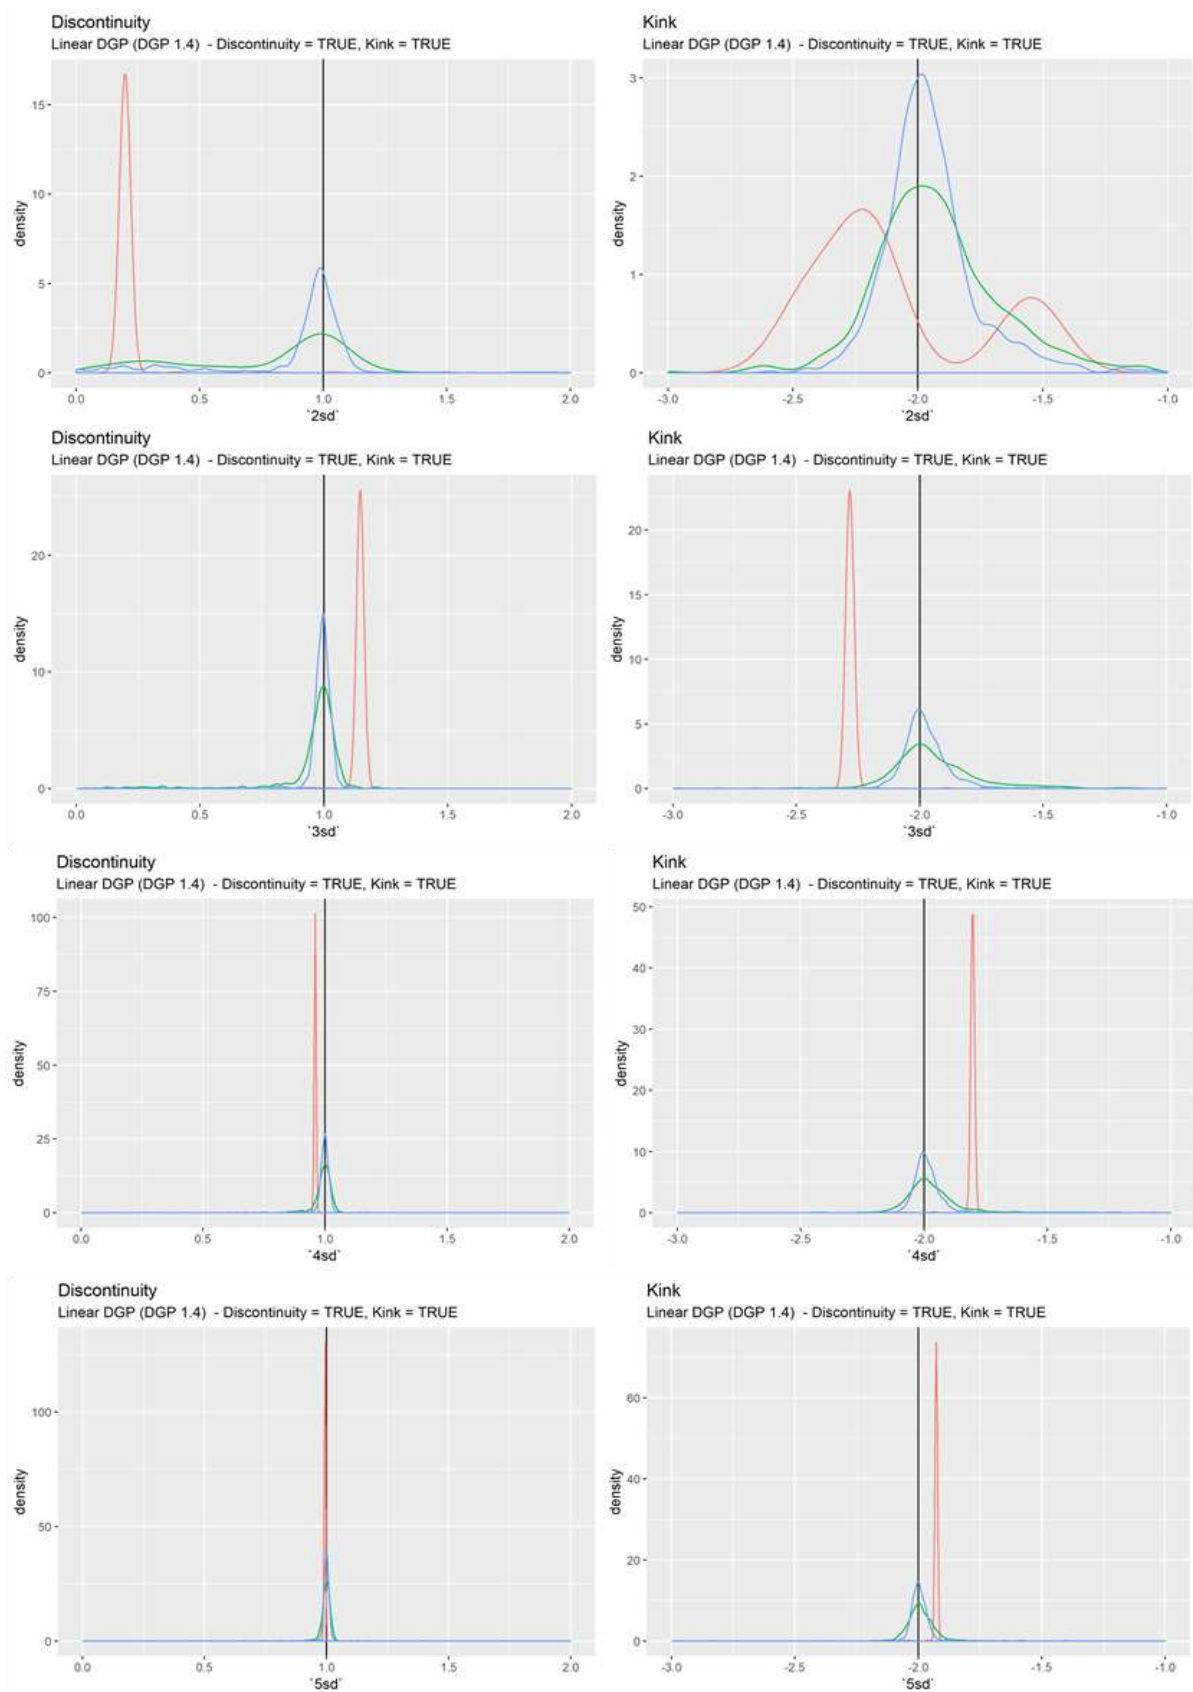 Discontinuity
Linear DGP (DGP 1.4) - Discontinuity = TRUE, Kink = TRUE
15
10
5
0
density
0.0 0.5 1.0 1.5 2.0
`2sd`
Kink
Linear DGP (DGP 1.4) - Discontinuity = TRUE, Kink = TRUE
3
2
1
0
density
-3.0 -2.5 -2.0 -1.5 -1.0
`2sd`
Discontinuity
Linear DGP (DGP 1.4) - Discontinuity = TRUE, Kink = TRUE
20
10
0
density
0.0 0.5 1.0 1.5 2.0
`3sd`
Kink
Linear DGP (DGP 1.4) - Discontinuity = TRUE, Kink = TRUE
20
15
10
5
0
density
-3.0 -2.5 -2.0 -1.5 -1.0
`3sd`
Discontinuity
Linear DGP (DGP 1.4) - Discontinuity = TRUE, Kink = TRUE
100
75
50
25
0
density
0.0 0.5 1.0 1.5 2.0
`4sd`
Kink
Linear DGP (DGP 1.4) - Discontinuity = TRUE, Kink = TRUE
50
40
30
20
10
0
density
-3.0 -2.5 -2.0 -1.5 -1.0
`4sd`
Discontinuity
Linear DGP (DGP 1.4) - Discontinuity = TRUE, Kink = TRUE
100
50
0
density
0.0 0.5 1.0 1.5 2.0
`5sd`
Kink
Linear DGP (DGP 1.4) - Discontinuity = TRUE, Kink = TRUE
60
40
20
0
density
-3.0 -2.5 -2.0 -1.5 -1.0
`5sd`